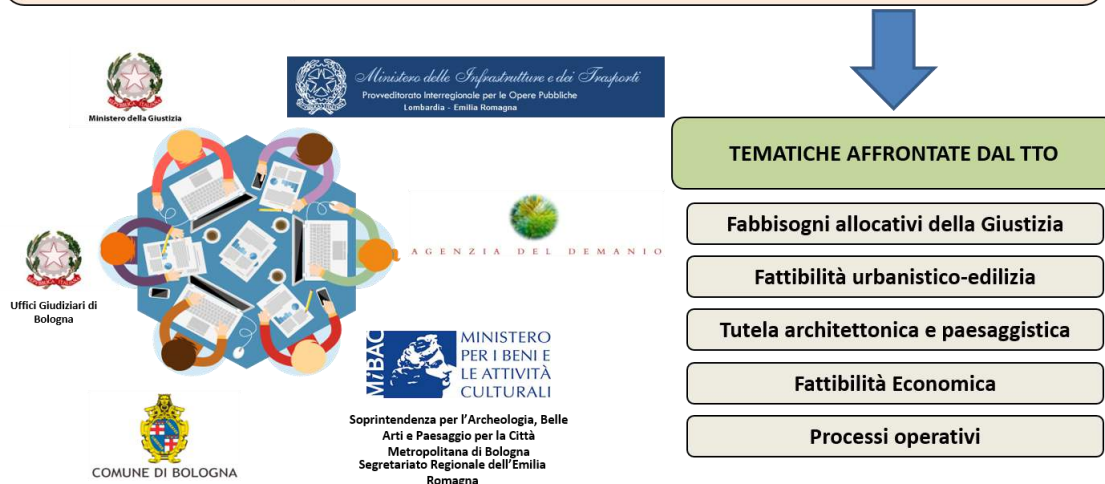 Ministero della Giustizia
Ministero delle Infrastrutture e dei Trasporti
Provveditorato Interregionale per le Opere Pubbliche
Lombardia - Emilia Romagna
TEMATICHE AFFRONTATE DAL TTO
Fabbisogni allocativi della Giustizia
Fattibilità urbanistico-edilizia
Tutela architettonica e paesaggistica
Fattibilità Economica
Processi operativi
AGENZIA DEL DEMANIO
Uffici Giudiziari di
Bologna
MiBAC
MINISTERO
PER I BENI E
LE ATTIVITÀ
CULTURALI
Soprintendenza per l'Archeologia, Belle
Arti e Paesaggio per la Città
Metropolitana di Bologna
Segretariato Regionale dell'Emilia
Romagna
COMUNE DI BOLOGNA